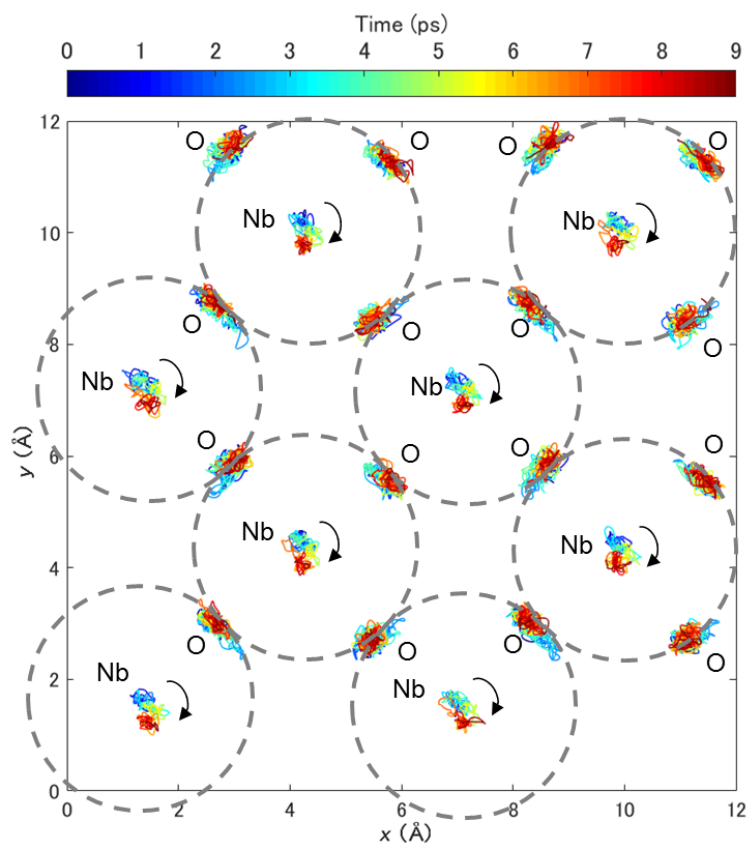 Time (ps)
0 1 2 3 4 5 6 7 8 9
12
O O O O
Nb Nb
10
O O O O
8
Nb Nb
y (Å)
6
O O O O
Nb Nb
4
O O O O
Nb Nb
2
0
0 2 4 6 8 10 12
x (Å)